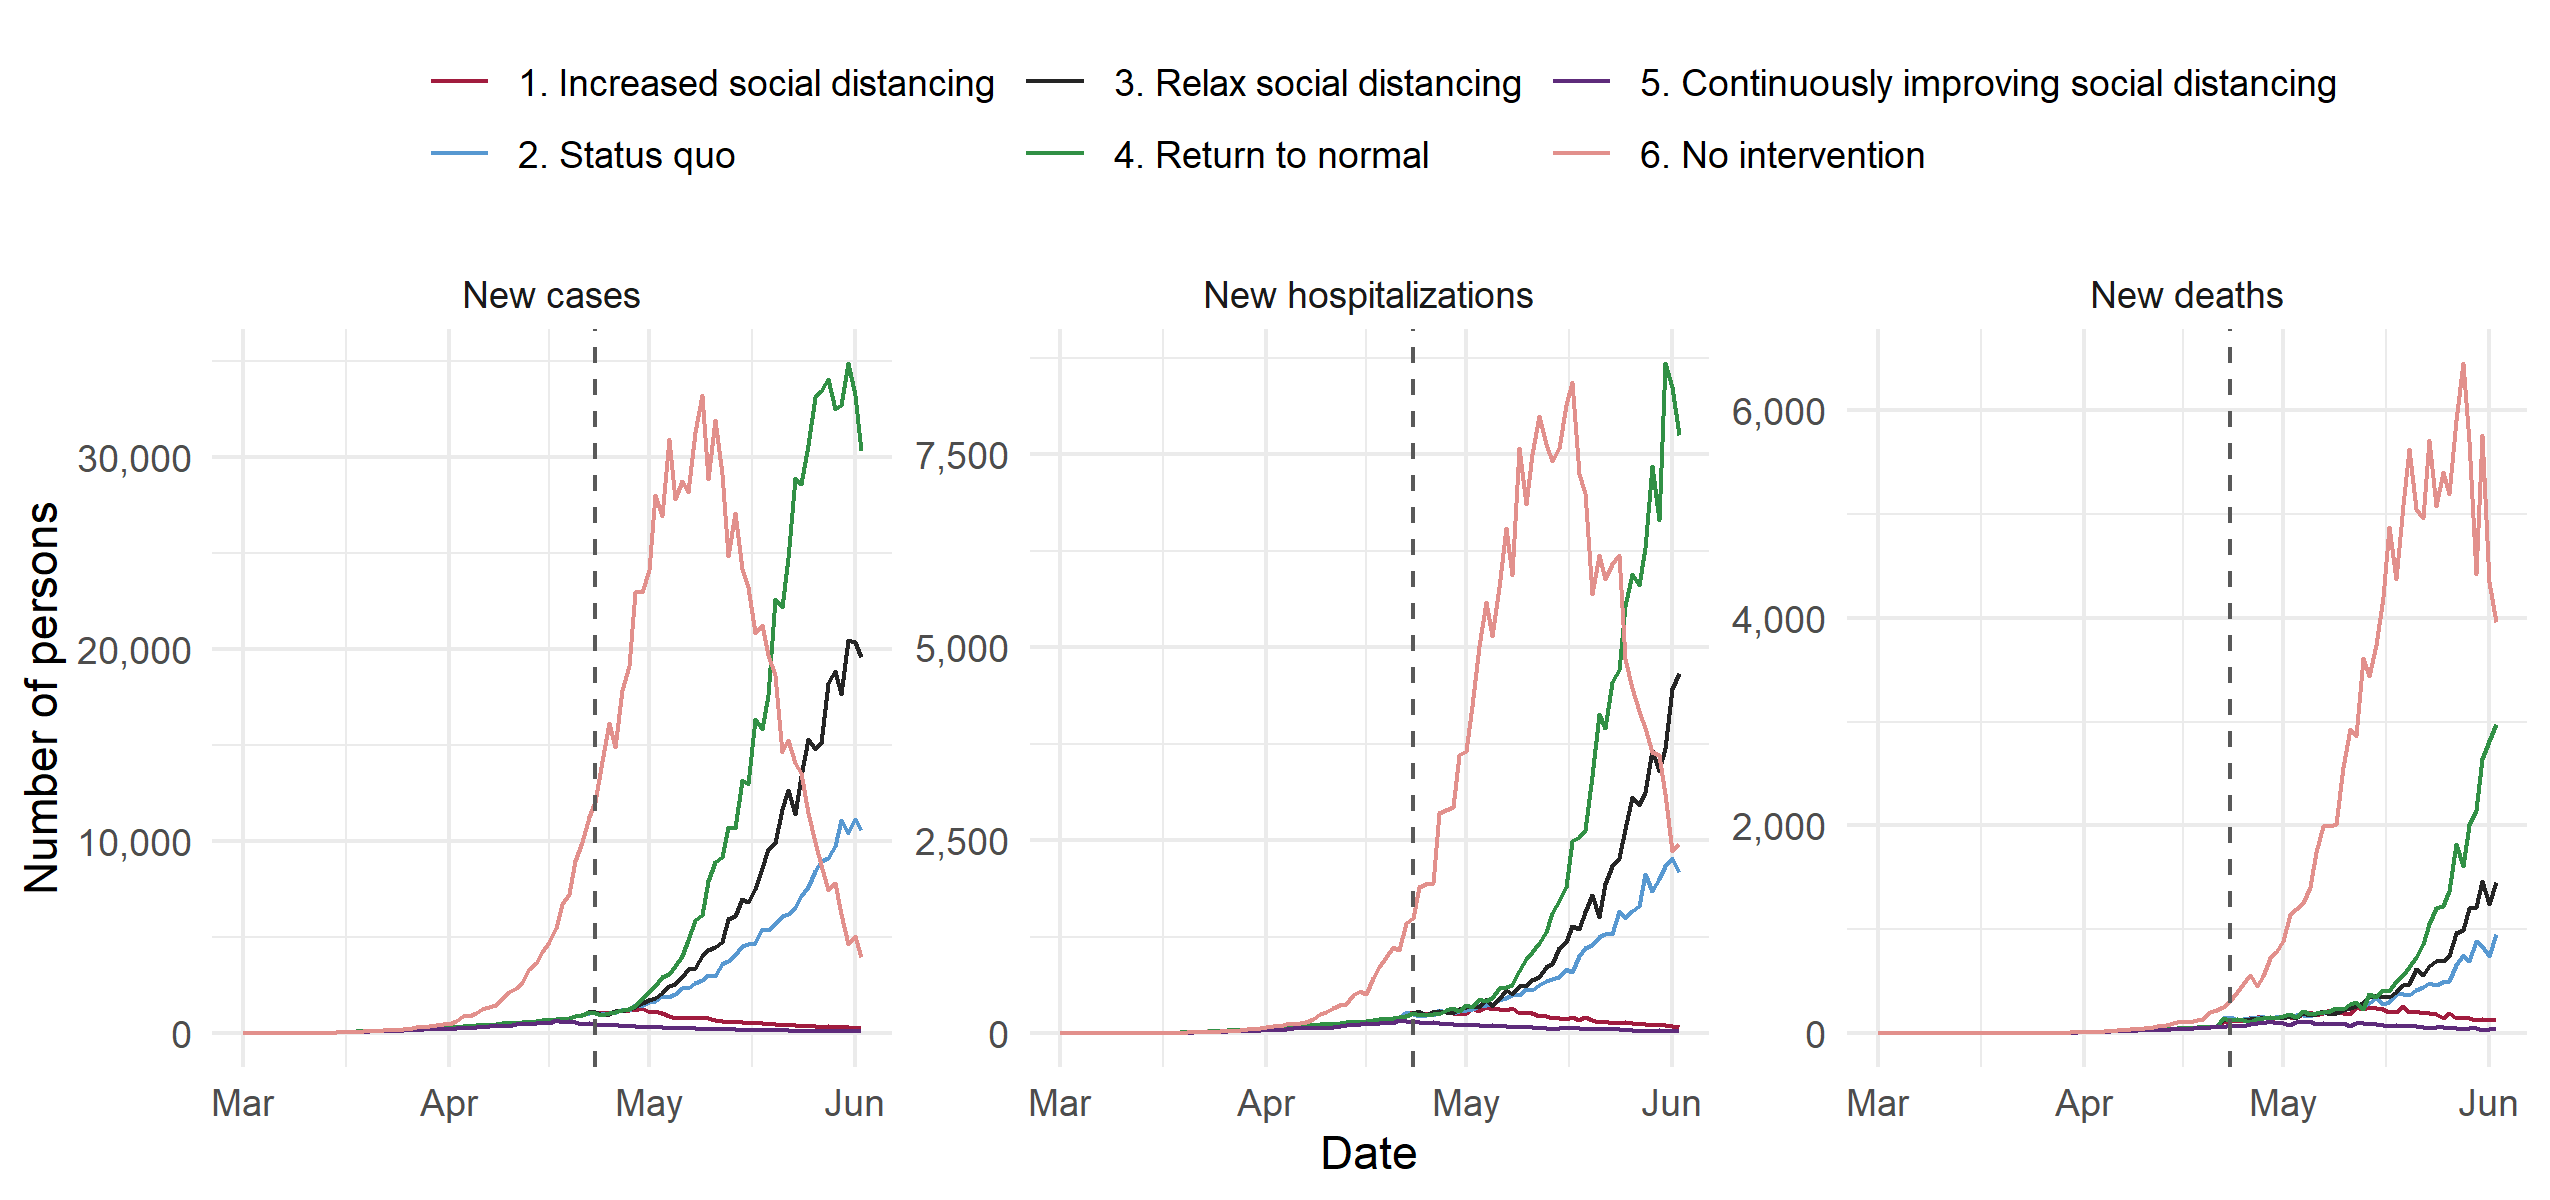 1. Increased social distancing
3. Relax social distancing
5. Continuously improving social distancing
2. Status quo
4. Return to normal
6. No intervention
New cases
New hospitalizations
New deaths
Number of persons
30,000
20,000
10,000
0
7,500
5,000
2,500
0
6,000
4,000
2,000
0
Mar Apr May Jun
Mar Apr May Jun
Mar Apr May Jun
Date